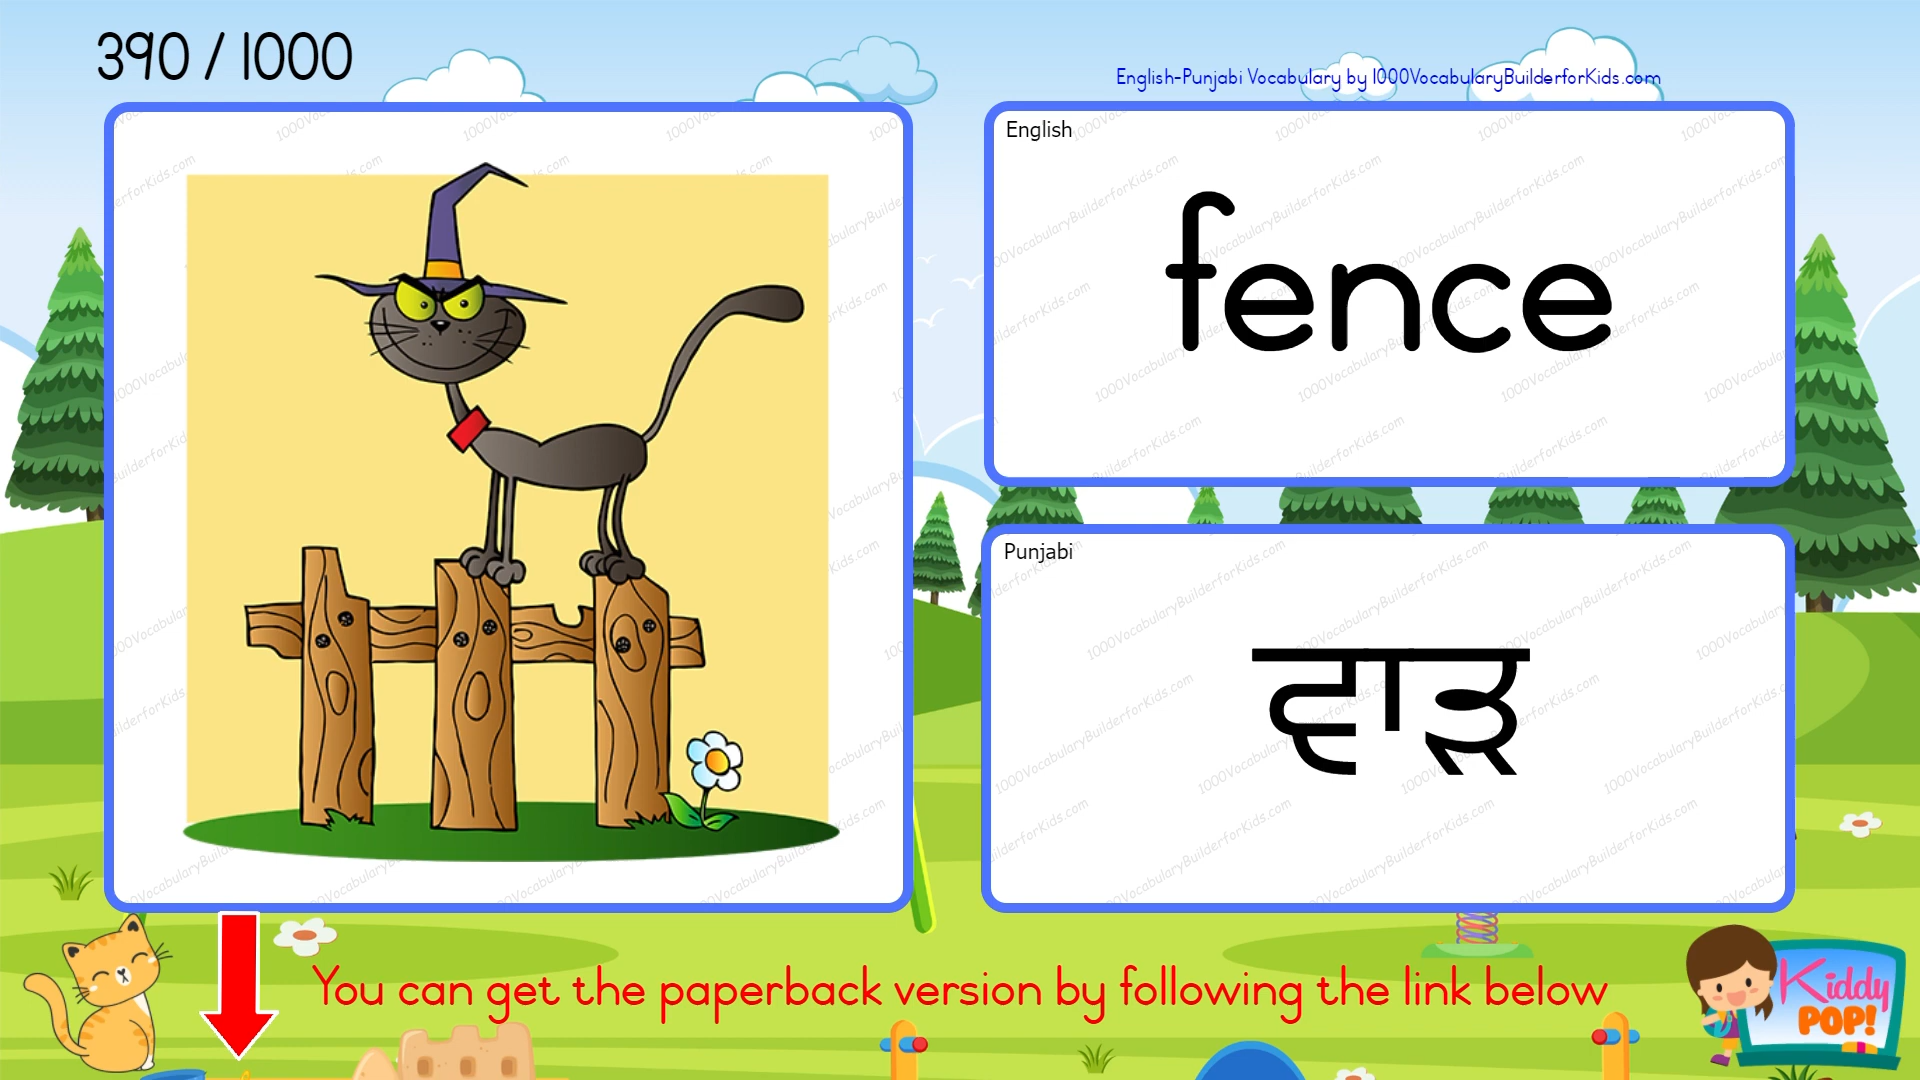 390 / 1000
English-Punjabi Vocabulary by 1000VocabularyBuilderforKids.com
English
fence
Punjabi
ਵਾੜ
You can get the paperback version by following the link below
Kiddy
POP!